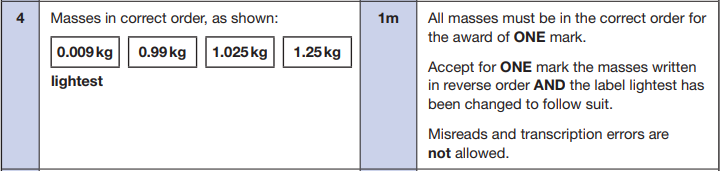 4
Masses in correct order, as shown:
0.009 kg 0.99 kg 1.025 kg 1.25 kg
lightest
1m
All masses must be in the correct order for
the award of ONE mark.
Accept for ONE mark the masses written
in reverse order AND the label lightest has
been changed to follow suit.
Misreads and transcription errors are
not allowed.